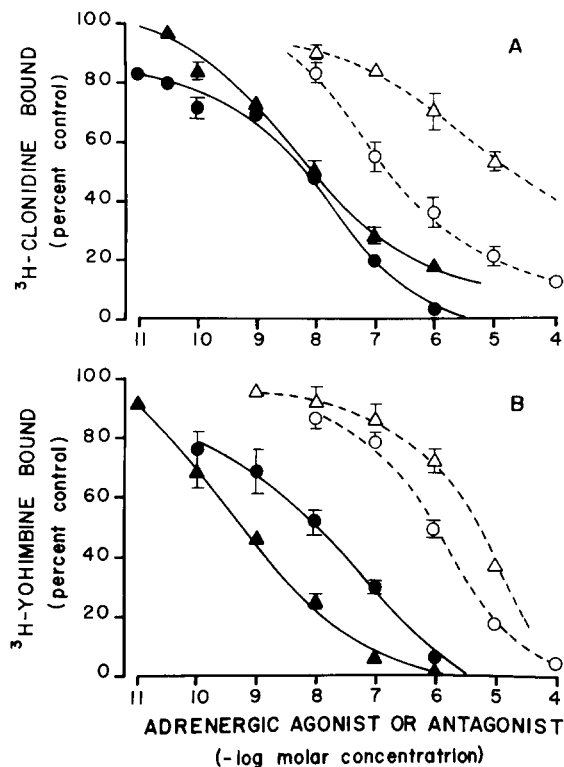 A
³H-CLONIDINE BOUND
(percent control)
100
80
60
40
20
0
11 10 9 8 7 6 5 4
B
³H-YOHIMBINE BOUND
(percent control)
100
80
60
40
20
0
11 10 9 8 7 6 5 4
ADRENERGIC AGONIST OR ANTAGONIST
(-log molar concentratrion)